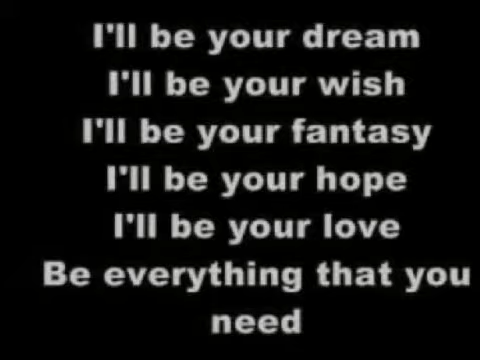 I'll be your dream
I'll be your wish
I'll be your fantasy
I'll be your hope
I'll be your love
Be everything that you
need